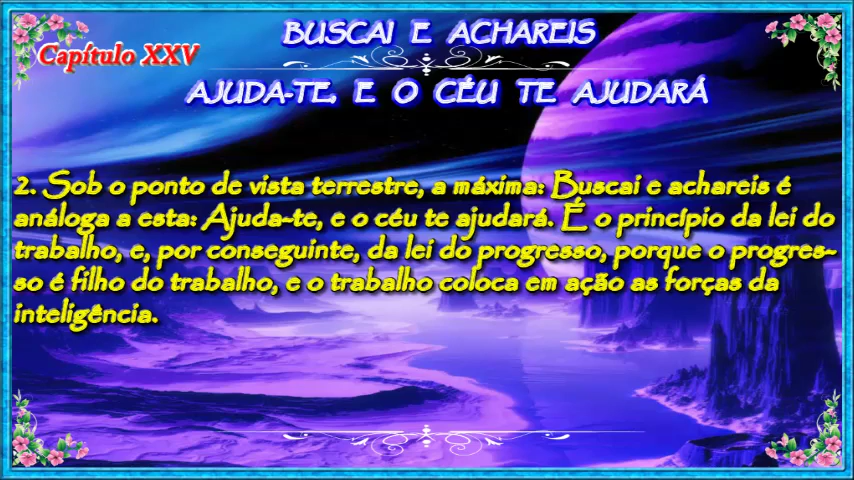 BUSCAI E ACHAREIS
Capítulo XXV
AJUDA-TE, E O CÉU TE AJUDARÁ
2. Sob o ponto de vista terrestre, a máxima: Buscai e achareis é
análoga a esta: Ajuda-te, e o céu te ajudará. É o princípio da lei do
trabalho, e, por conseguinte, da lei do progresso, porque o progres-
so é filho do trabalho, e o trabalho coloca em ação as forças da
inteligência.